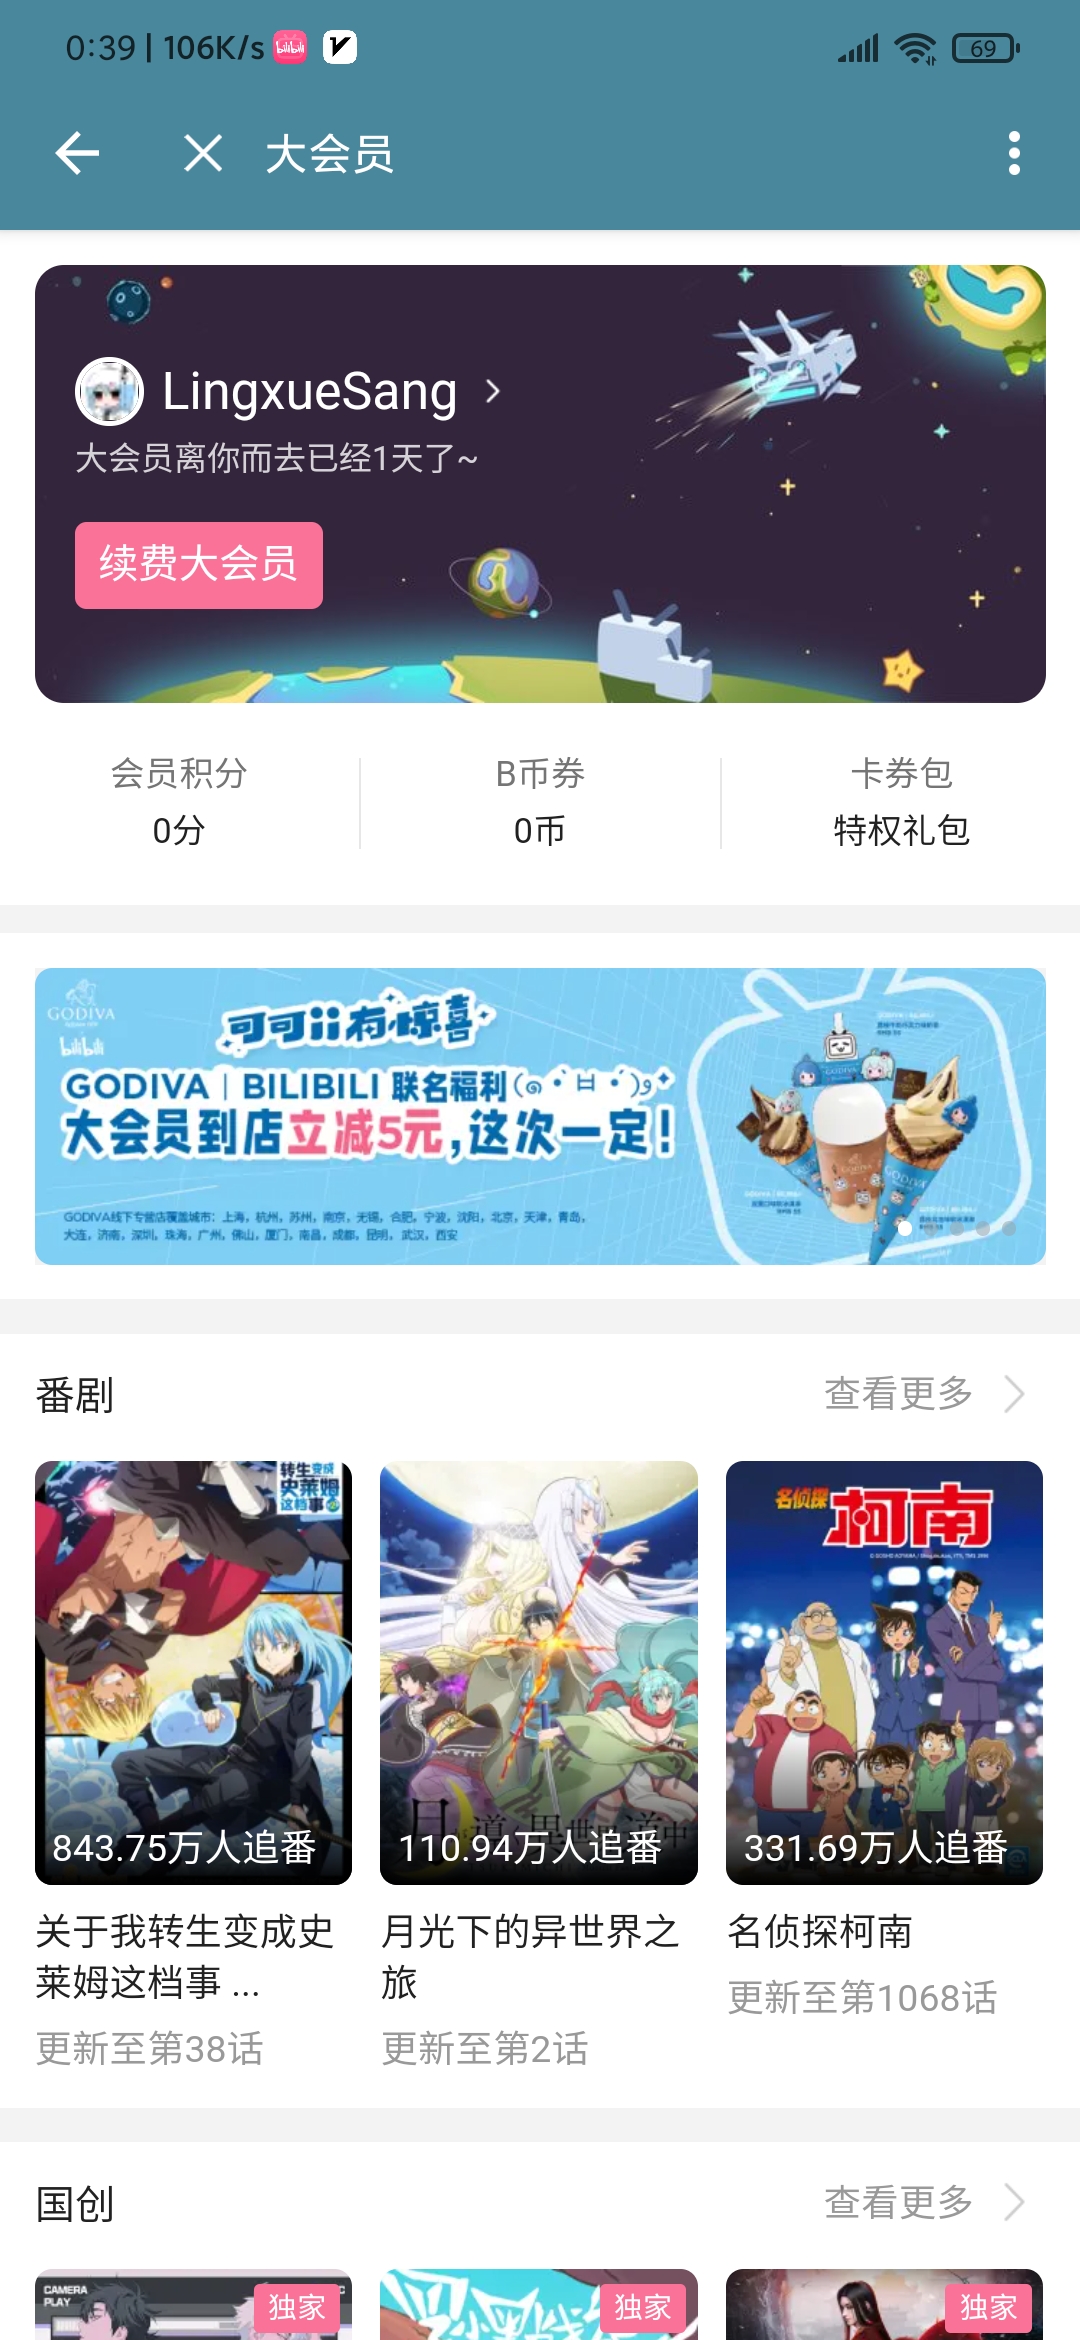 0:39 | 106K/s bilibili
69
大会员
LingxueSang
大会员离你而去已经1天了~
续费大会员
会员积分
B币券
卡券包
0分
0币
特权礼包
GODIVA
bilibili
可可ii有惊喜
GODIVA | BILIBILI 联名福利
大会员到店立减5元,这次一定!
GODIVA线下专营店覆盖城市：上海，杭州，苏州，南京，无锡，合肥，宁波，沈阳，北京，天津，青岛，
大连，济南，深圳，珠海，广州，佛山，厦门，南昌，成都，昆明，武汉，西安
番剧
查看更多
转生变成
史莱姆
这档事
名侦探
柯南
843.75万人追番
110.94万人追番
331.69万人追番
关于我转生变成史
莱姆这档事 ...
更新至第38话
月光下的异世界之
旅
更新至第2话
名侦探柯南
更新至第1068话
国创
查看更多
CAMERA
PLAY
独家
独家
独家